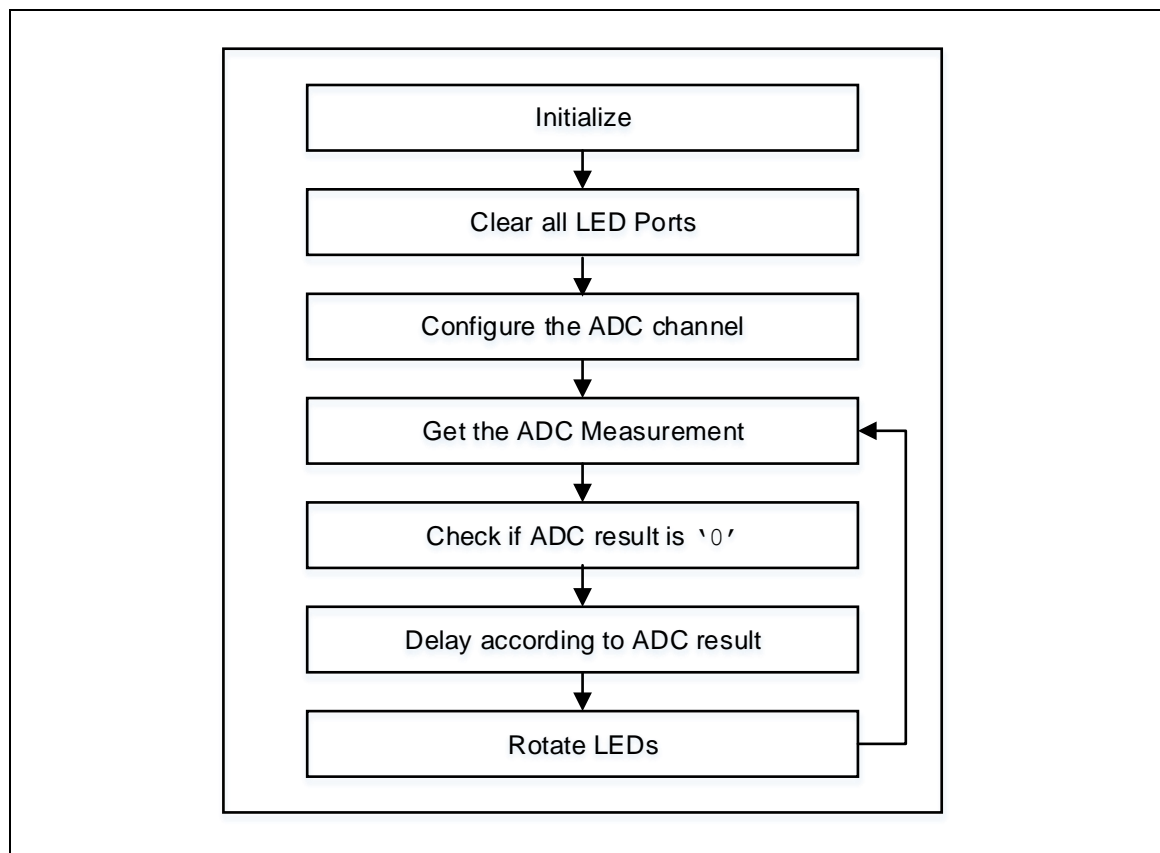 Initialize
Clear all LED Ports
Configure the ADC channel
Get the ADC Measurement
Check if ADC result is ‵0′
Delay according to ADC result
Rotate LEDs